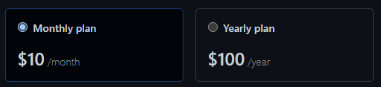 Monthly plan
$10 /month
Yearly plan
$100 /year